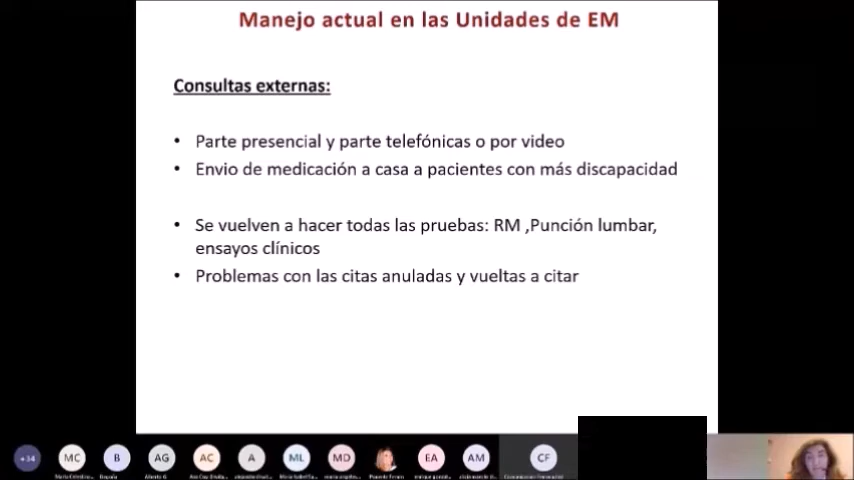 Manejo actual en las Unidades de EM
Consultas externas:
• Parte presencial y parte telefónicas o por video
• Envio de medicación a casa a pacientes con más discapacidad
• Se vuelven a hacer todas las pruebas: RM ,Punción lumbar,
ensayos clínicos
• Problemas con las citas anuladas y vueltas a citar
+34 MC B AG AC A ML MD EA AM CF